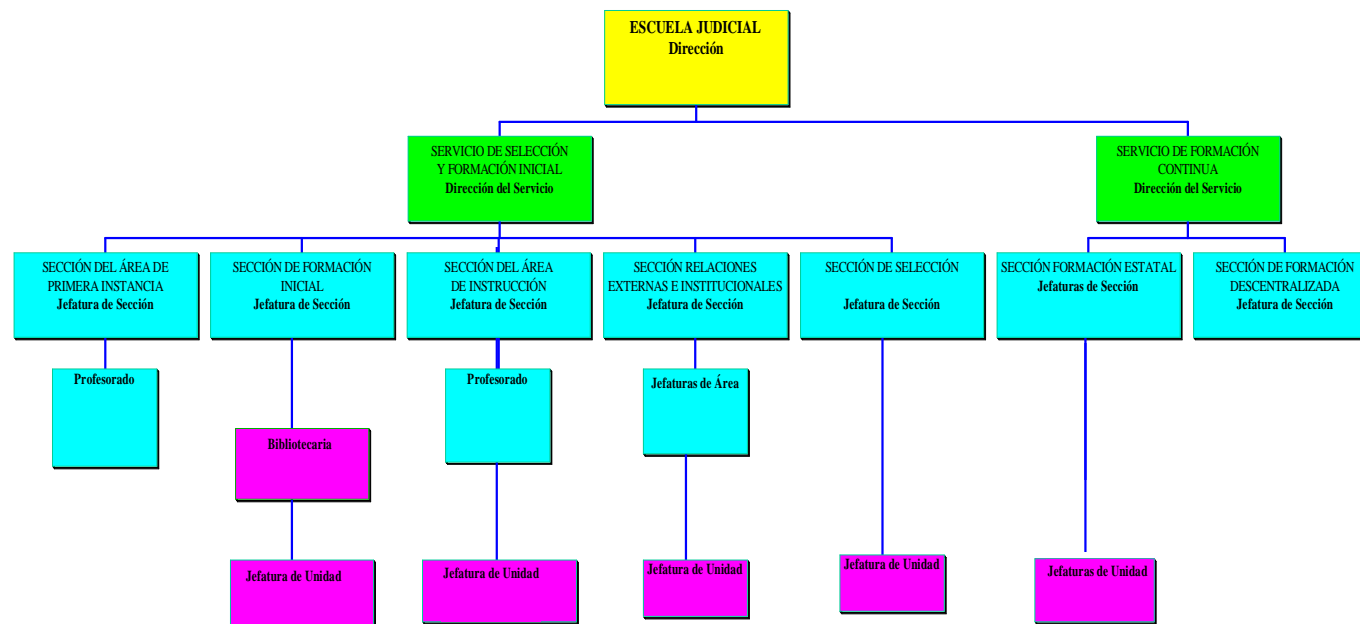 ESCUELA JUDICIAL
Dirección
SERVICIO DE SELECCIÓN
Y FORMACIÓN INICIAL
Dirección del Servicio
SERVICIO DE FORMACIÓN
CONTINUA
Dirección del Servicio
SECCIÓN DEL ÁREA DE
PRIMERA INSTANCIA
Jefatura de Sección
SECCIÓN DE FORMACIÓN
INICIAL
Jefatura de Sección
SECCIÓN DEL ÁREA
DE INSTRUCCIÓN
Jefatura de Sección
SECCIÓN RELACIONES
EXTERNAS E INSTITUCIONALES
Jefatura de Sección
SECCIÓN DE SELECCIÓN
Jefatura de Sección
SECCIÓN FORMACIÓN ESTATAL
Jefaturas de Sección
SECCIÓN DE FORMACIÓN
DESCENTRALIZADA
Jefatura de Sección
Profesorado
Profesorado
Jefaturas de Área
Bibliotecaria
Jefatura de Unidad
Jefatura de Unidad
Jefatura de Unidad
Jefatura de Unidad
Jefaturas de Unidad